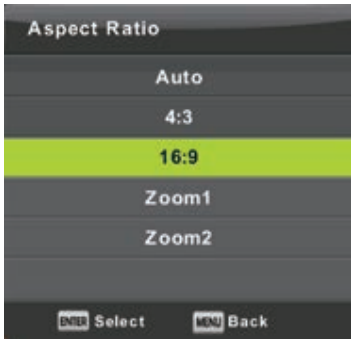 Aspect Ratio
Auto
4:3
16:9
Zoom1
Zoom2
ENTER Select MENU Back